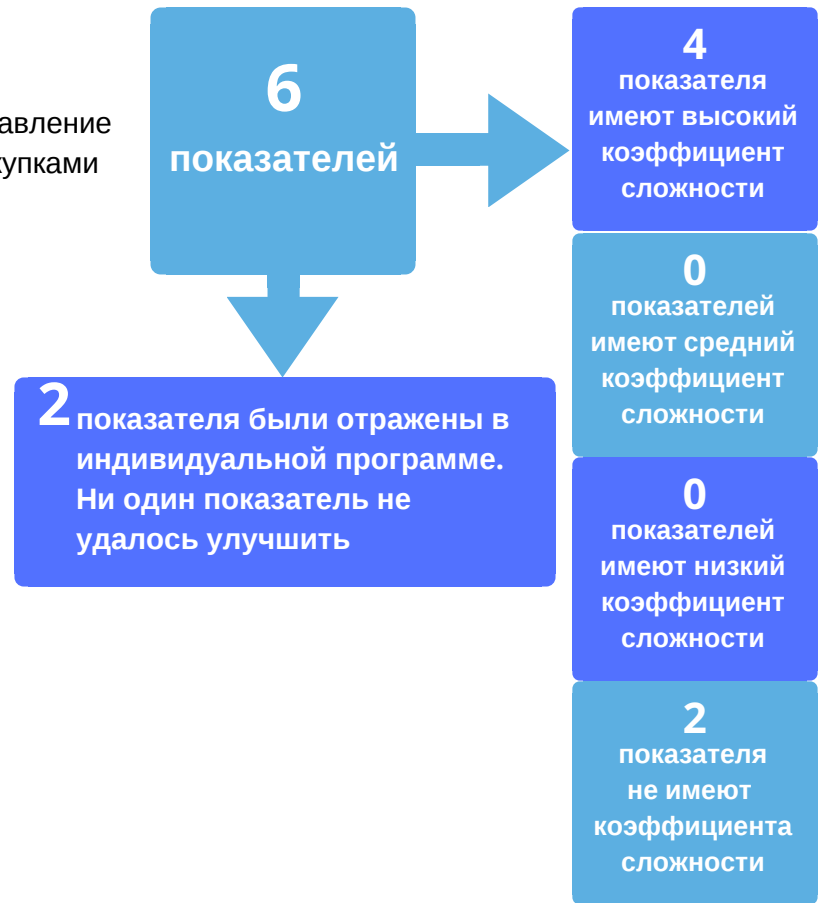 6
показателей
авление
купками
4
показателя
имеют высокий
коэффициент
сложности
0
показателей
имеют средний
коэффициент
сложности
2
показателя были отражены в
индивидуальной программе.
Ни один показатель не
удалось улучшить
0
показателей
имеют низкий
коэффициент
сложности
2
показателя
не имеют
коэффициента
сложности